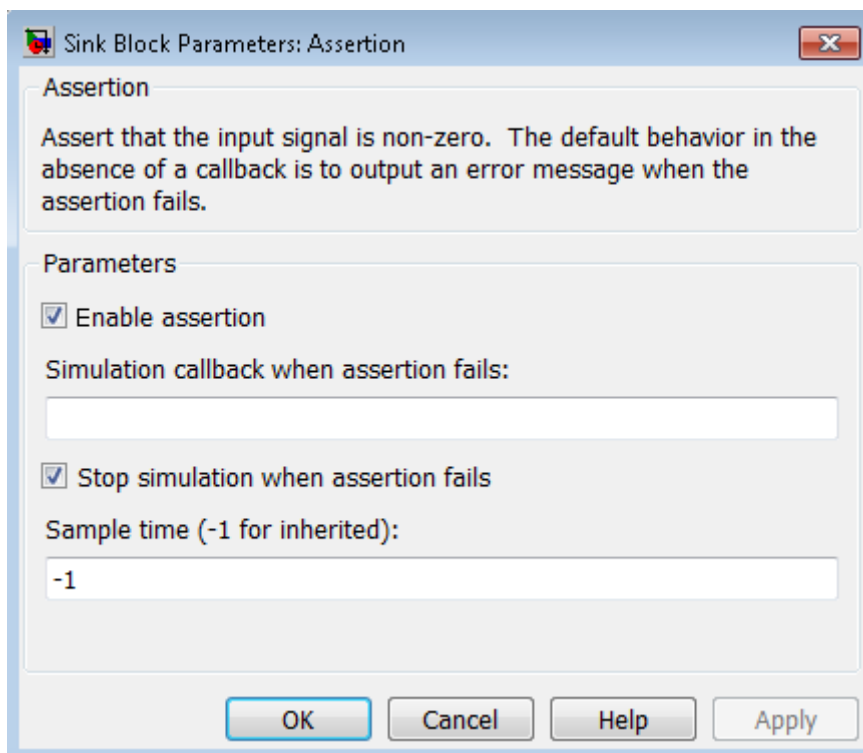 Sink Block Parameters: Assertion
Assertion
Assert that the input signal is non-zero.  The default behavior in the
absence of a callback is to output an error message when the
assertion fails.
Parameters
Enable assertion
Simulation callback when assertion fails:
Stop simulation when assertion fails
Sample time (-1 for inherited):
-1
OK Cancel Help Apply